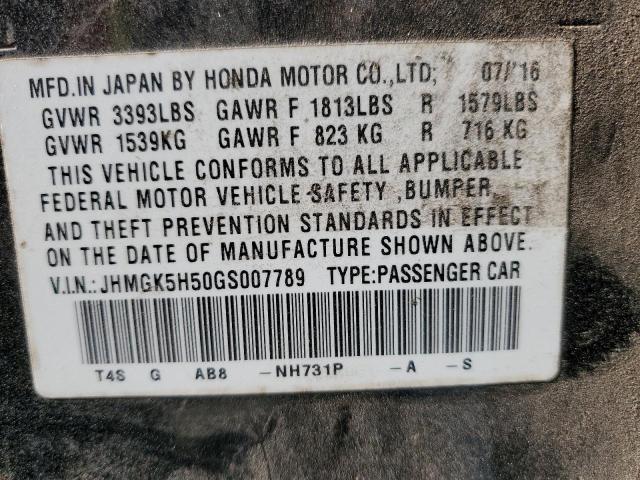 MFD.IN JAPAN BY HONDA MOTOR CO.,LTD; 07/'16
GVWR 3393LBS GAWR F 1813LBS R 1579LBS
GVWR 1539KG GAWR F 823 KG R 716 KG
THIS VEHICLE CONFORMS TO ALL APPLICABLE
FEDERAL MOTOR VEHICLE SAFETY ,BUMPER,
AND THEFT PREVENTION STANDARDS IN EFFECT
ON THE DATE OF MANUFACTURE SHOWN ABOVE.
V.I.N.:JHMGK5H50GS007789 TYPE:PASSENGER CAR
T4S G AB8 -NH731P -A -S